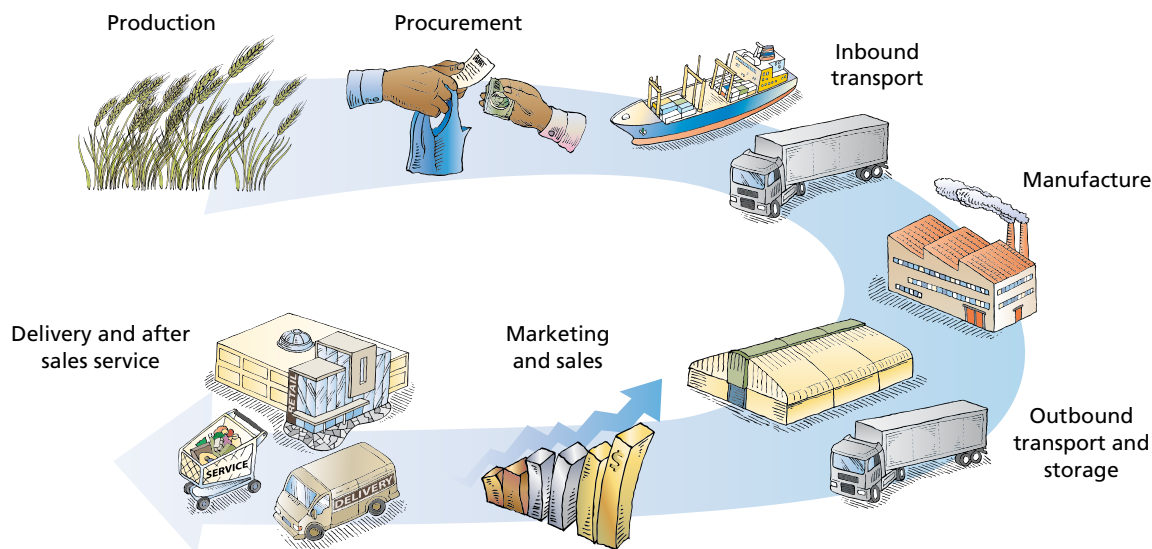 Production
Procurement
Inbound
transport
Manufacture
Outbound
transport and
storage
Marketing
and sales
$
Delivery and after
sales service
RETAIL
SERVICE
DELIVERY